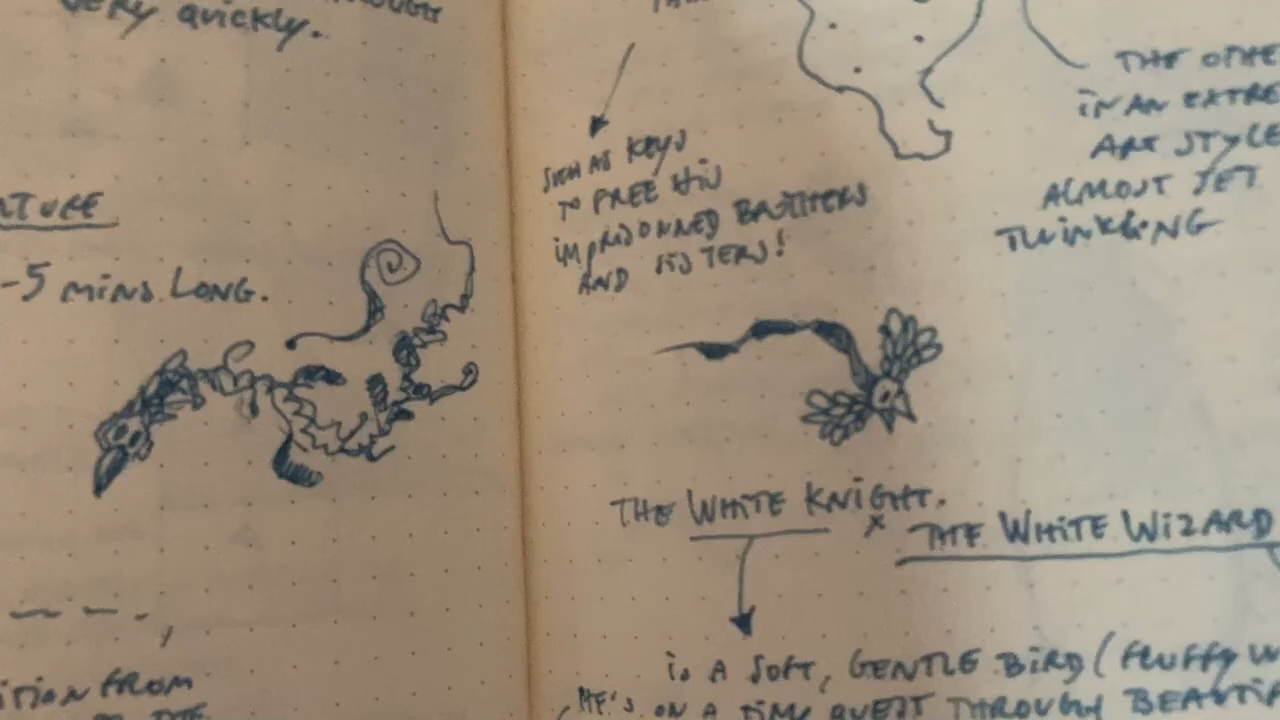 very quickly.
ATURE
-5 mins LONG.
ITION FROM
SUCH AS KEYS
TO FREE HIS
IMPRISONNED BROTHERS
AND SISTERS!
THE OTHE
IN AN EXTRE
ART STYLE
ALMOST JET
TWINKLING
THE WHITE KNIGHT.
x THE WHITE WIZARD
is A SOFT, GENTLE BIRD (FLUFFY W
HE'S ON A TIMY QUEST THROUGH BEAUTIF